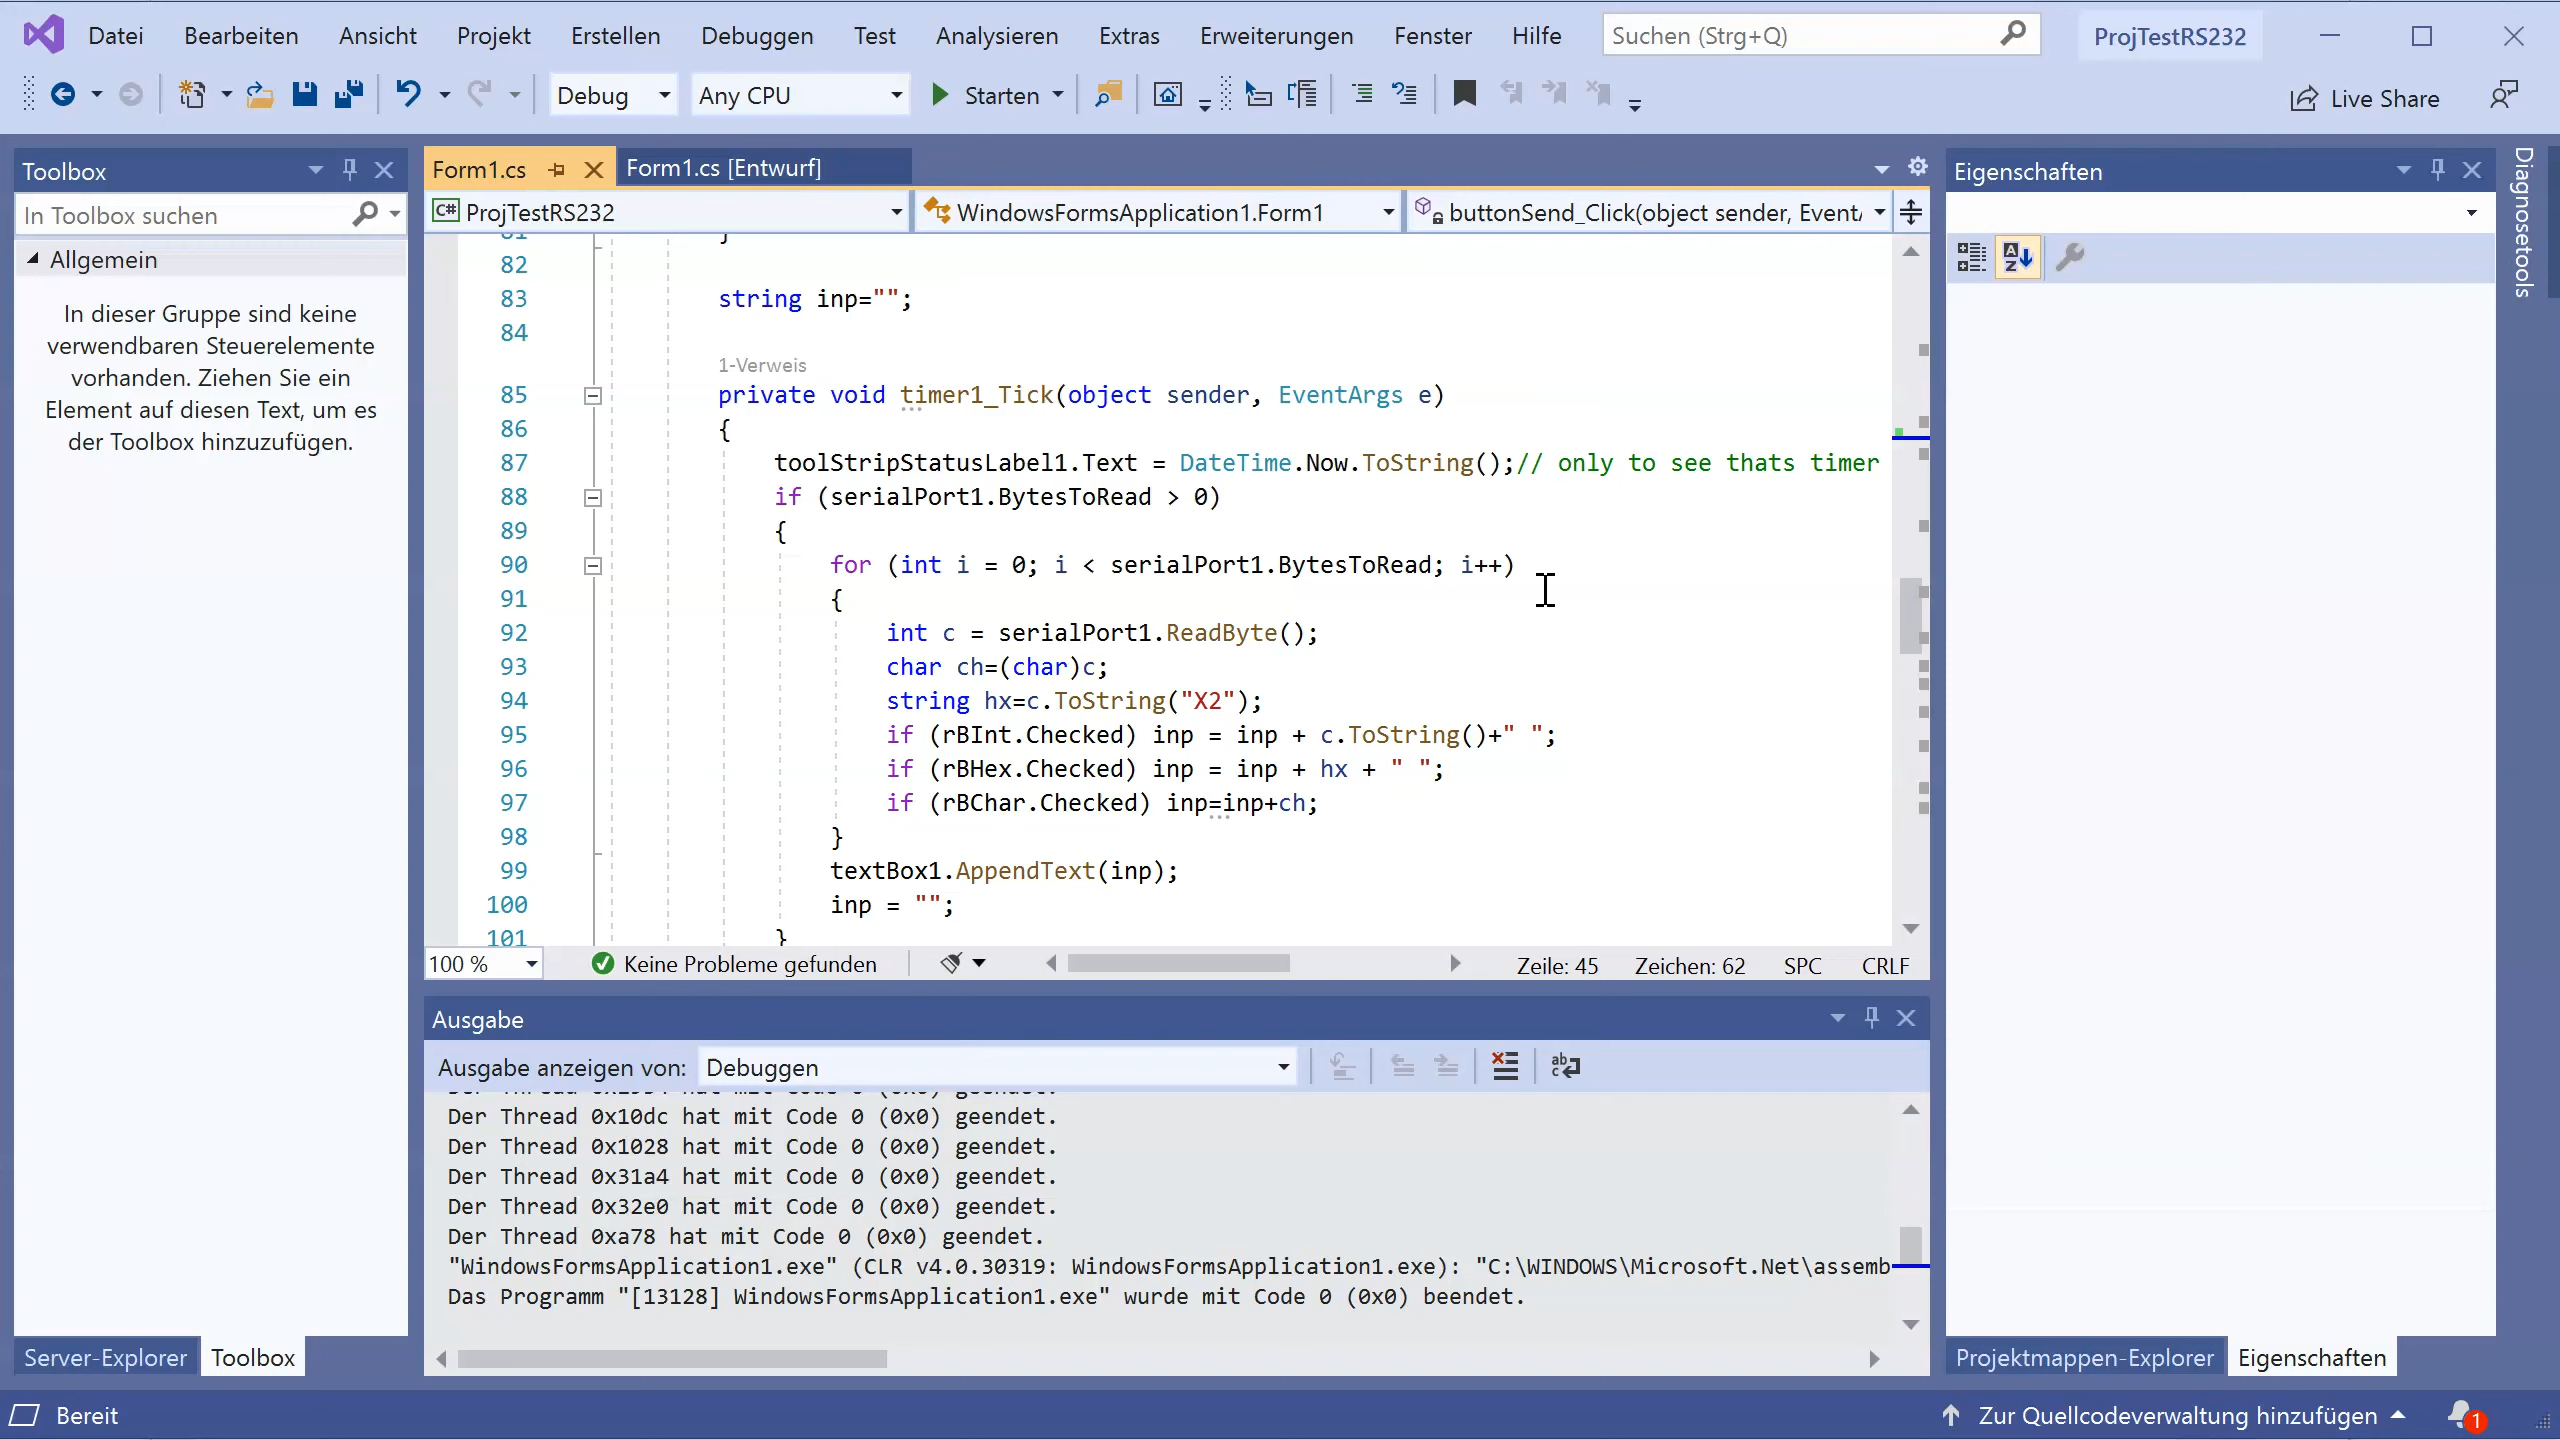 Datei Bearbeiten Ansicht Projekt Erstellen Debuggen Test Analysieren Extras Erweiterungen Fenster Hilfe Suchen (Strg+Q) ProjTestRS232
Debug Any CPU Starten Live Share
Toolbox
In Toolbox suchen
Allgemein
In dieser Gruppe sind keine
verwendbaren Steuerelemente
vorhanden. Ziehen Sie ein
Element auf diesen Text, um es
der Toolbox hinzuzufügen.
Server-Explorer Toolbox
Form1.cs Form1.cs [Entwurf]
C# ProjTestRS232 WindowsFormsApplication1.Form1 buttonSend_Click(object sender, Event
81 }
82
83 string inp="";
84
1-Verweis
85 private void timer1_Tick(object sender, EventArgs e)
86 {
87 toolStripStatusLabel1.Text = DateTime.Now.ToString();// only to see thats timer
88 if (serialPort1.BytesToRead > 0)
89 {
90 for (int i = 0; i < serialPort1.BytesToRead; i++)
91 {
92 int c = serialPort1.ReadByte();
93 char ch=(char)c;
94 string hx=c.ToString("X2");
95 if (rBInt.Checked) inp = inp + c.ToString()+" ";
96 if (rBHex.Checked) inp = inp + hx + " ";
97 if (rBChar.Checked) inp=inp+ch;
98 }
99 textBox1.AppendText(inp);
100 inp = "";
101 }
100 % Keine Probleme gefunden Zeile: 45 Zeichen: 62 SPC CRLF
Ausgabe
Ausgabe anzeigen von: Debuggen
Der Thread 0x10dc hat mit Code 0 (0x0) geendet.
Der Thread 0x1028 hat mit Code 0 (0x0) geendet.
Der Thread 0x31a4 hat mit Code 0 (0x0) geendet.
Der Thread 0x32e0 hat mit Code 0 (0x0) geendet.
Der Thread 0xa78 hat mit Code 0 (0x0) geendet.
"WindowsFormsApplication1.exe" (CLR v4.0.30319: WindowsFormsApplication1.exe): "C:\WINDOWS\Microsoft.Net\assemb
Das Programm "[13128] WindowsFormsApplication1.exe" wurde mit Code 0 (0x0) beendet.
Eigenschaften
Diagnosetools
Projektmappen-Explorer Eigenschaften
Bereit Zur Quellcodeverwaltung hinzufügen 1